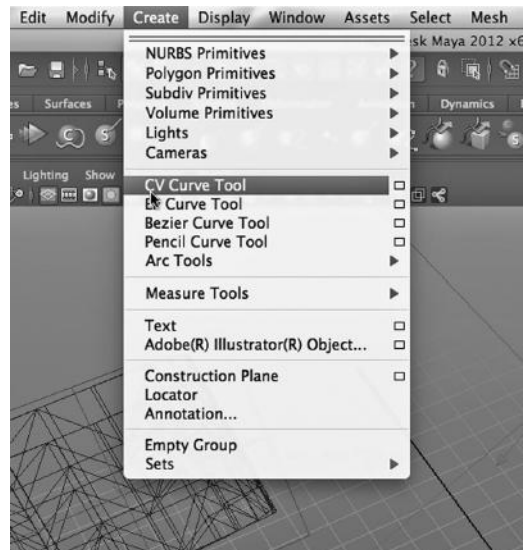 Edit Modify Create Display Window Assets Select Mesh
sk Maya 2012 x6
NURBS Primitives
Polygon Primitives
Subdiv Primitives
Volume Primitives
Lights
Cameras
s Surfaces P Dynamics
Lighting Show
CV Curve Tool
EP Curve Tool
Bezier Curve Tool
Pencil Curve Tool
Arc Tools
Measure Tools
Text
Adobe(R) Illustrator(R) Object...
Construction Plane
Locator
Annotation...
Empty Group
Sets